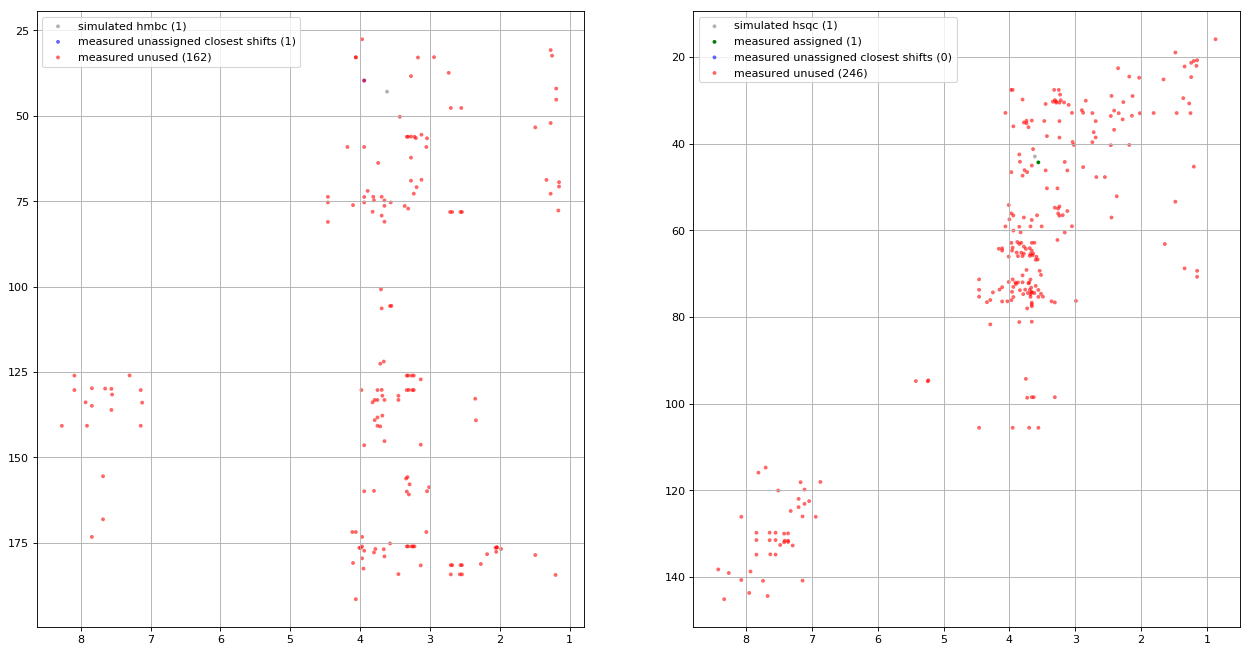 simulated hmbc (1)
measured unassigned closest shifts (1)
measured unused (162)
25
50
75
100
125
150
175
8 7 6 5 4 3 2 1
simulated hsqc (1)
measured assigned (1)
measured unassigned closest shifts (0)
measured unused (246)
20
40
60
80
100
120
140
8 7 6 5 4 3 2 1